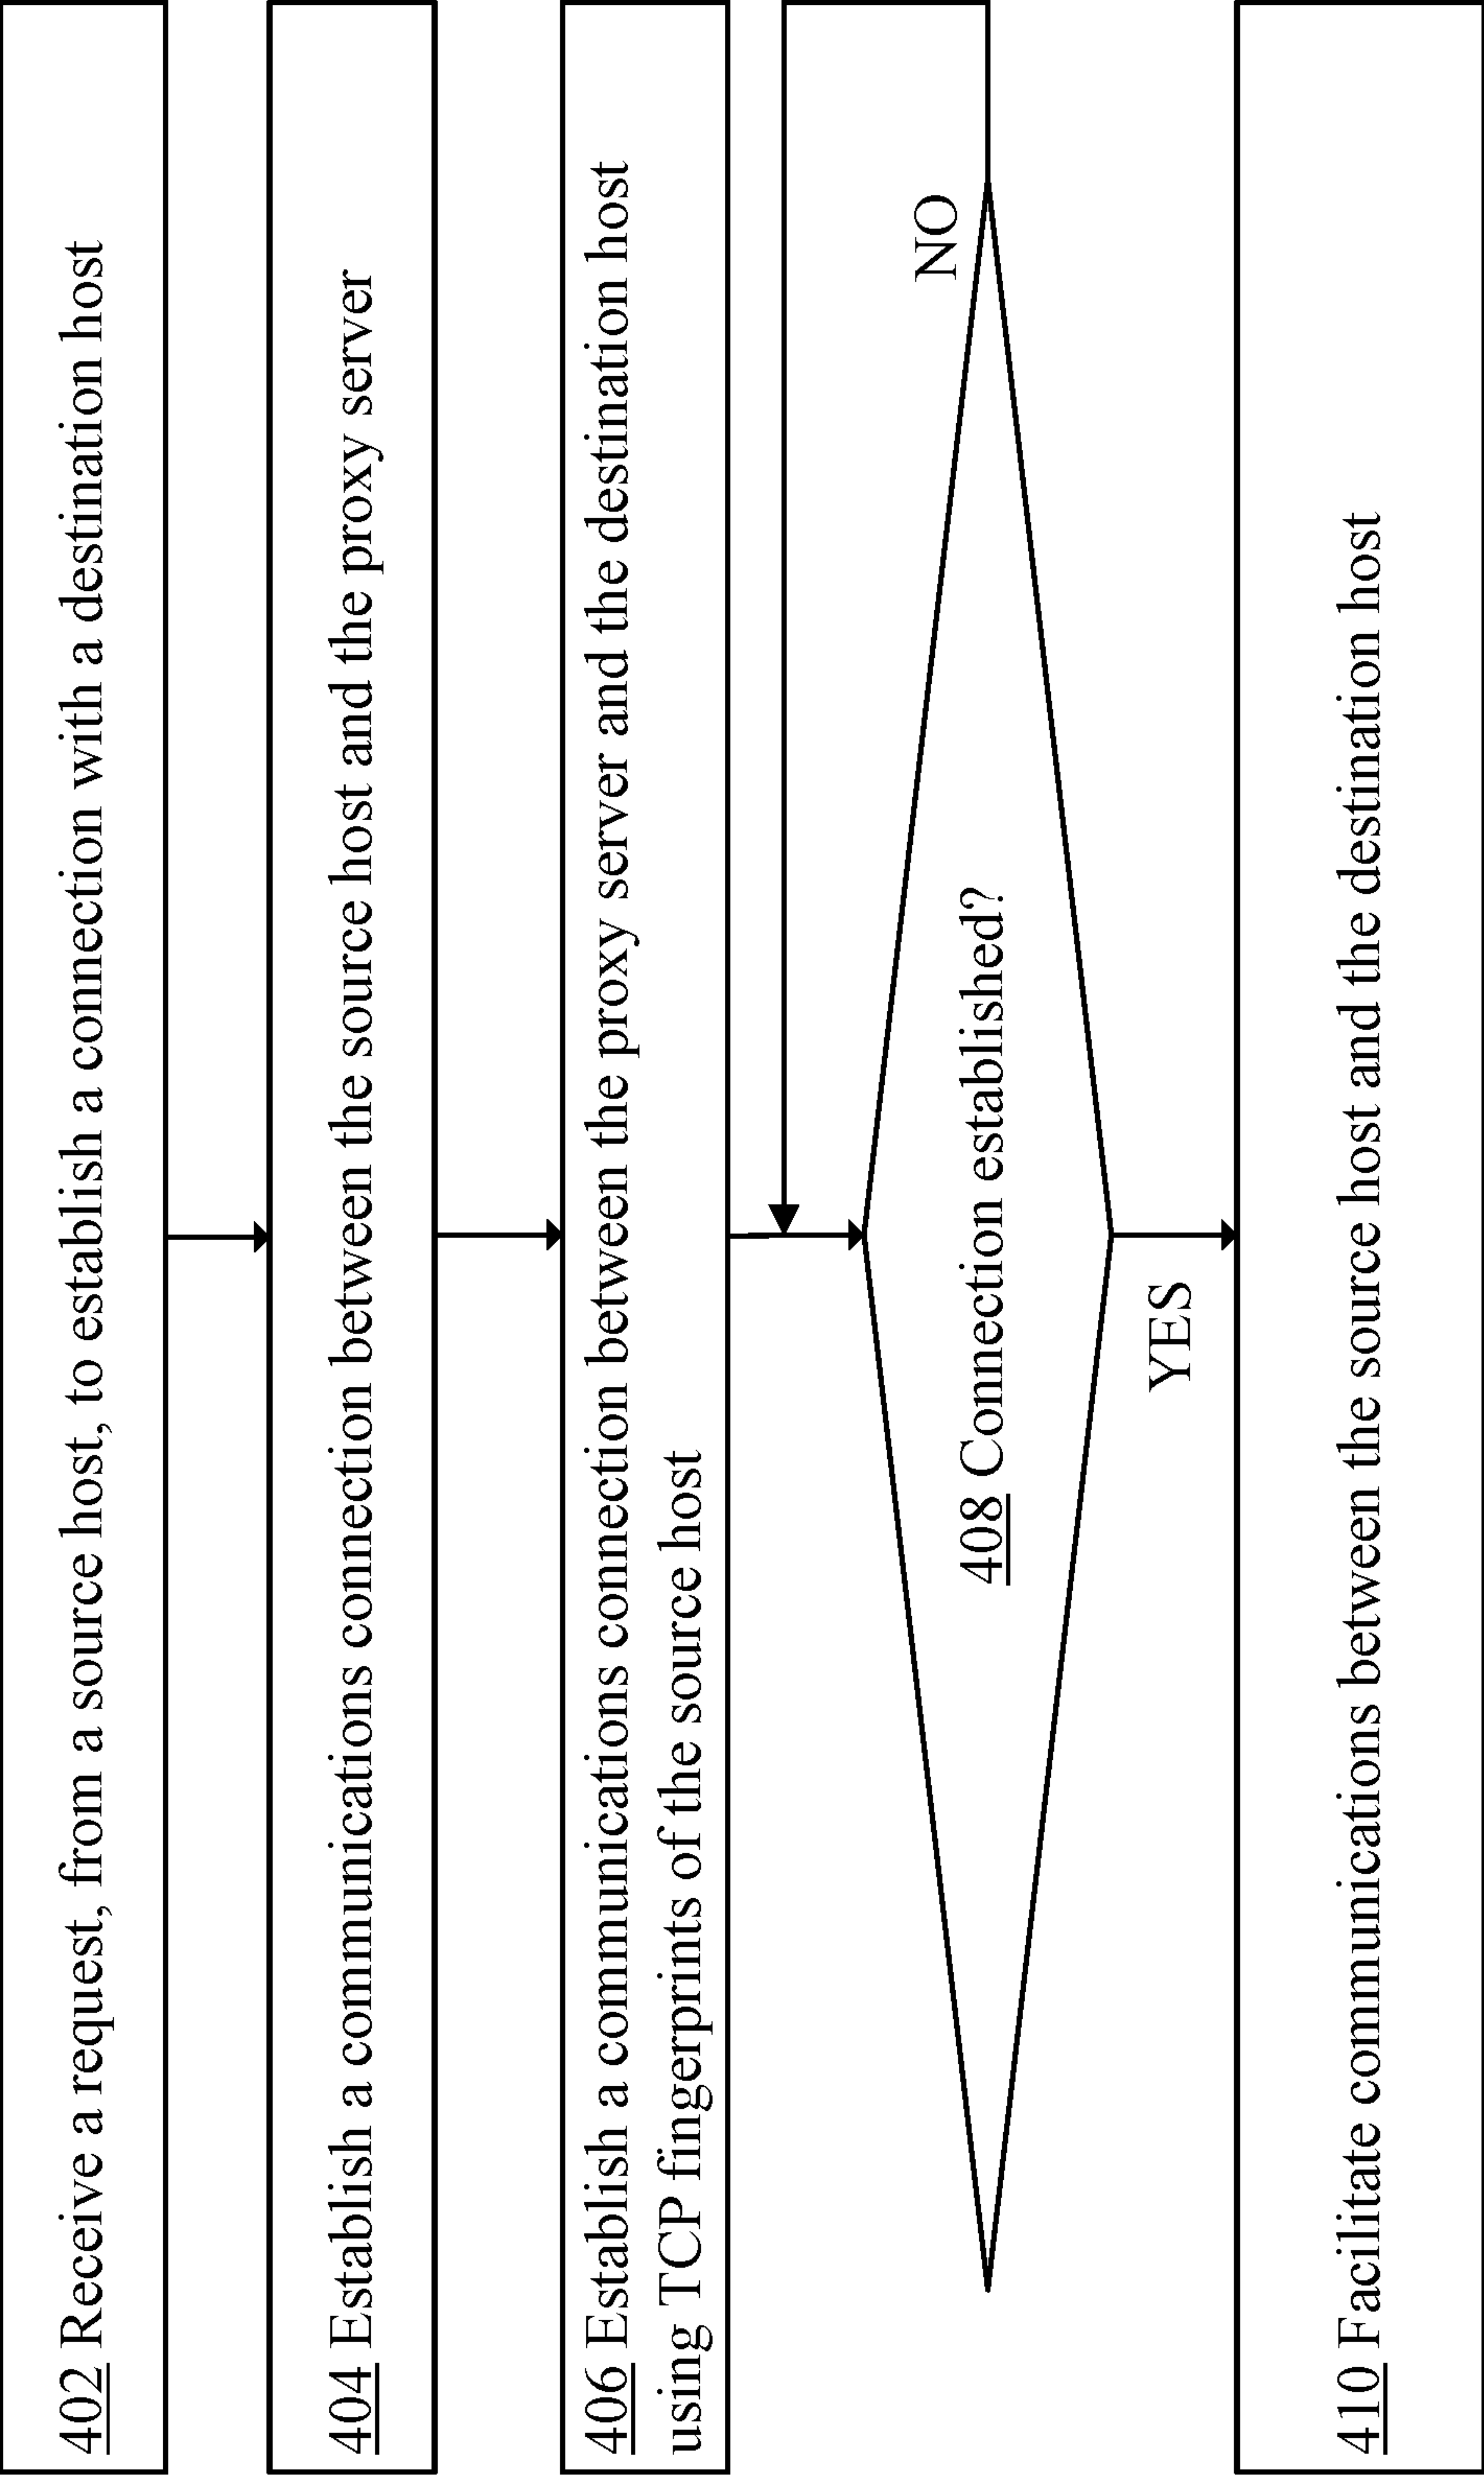 402 Receive a request, from a source host, to establish a connection with a destination host
404 Establish a communications connection between the source host and the proxy server
406 Establish a communications connection between the proxy server and the destination host
using TCP fingerprints of the source host
NO
408 Connection established?
YES
410 Facilitate communications between the source host and the destination host